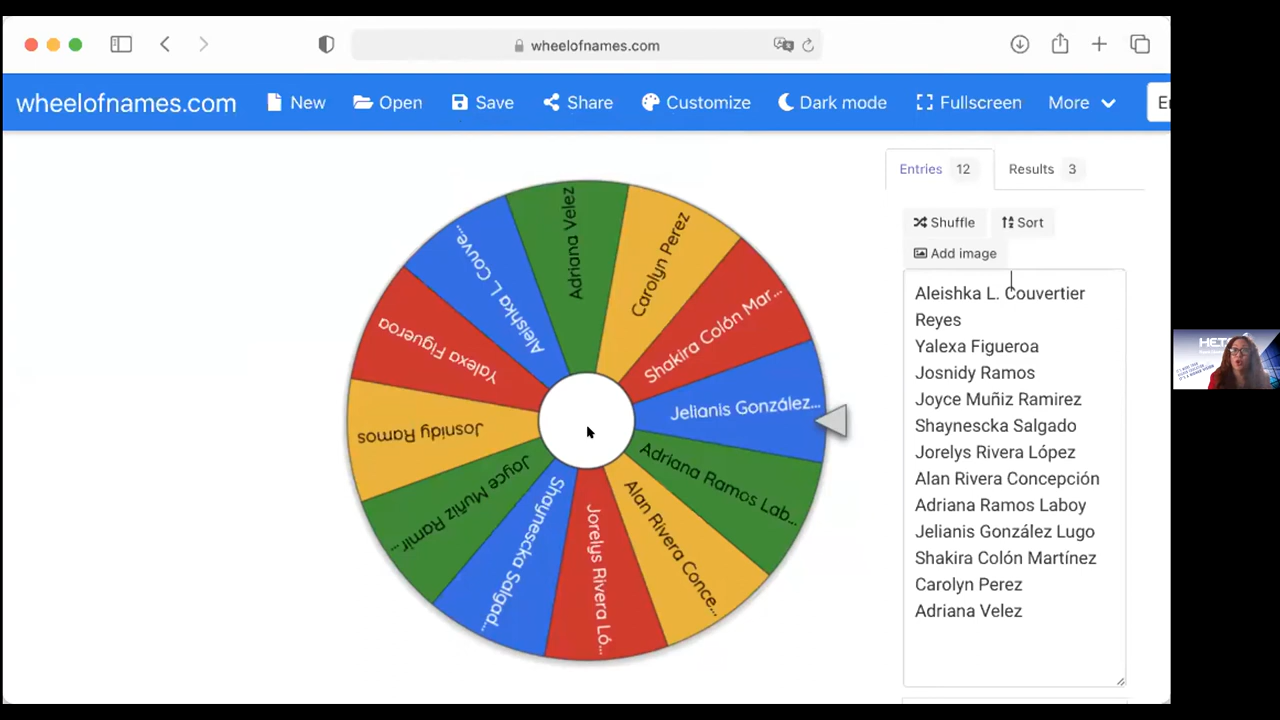 wheelofnames.com
wheelofnames.com
New
Open
Save
Share
Customize
Dark mode
Fullscreen
More
Entries 12
Results 3
Shuffle
Sort
Add image
Aleishka L. Couvertier
Reyes
Yalexa Figueroa
Josnidy Ramos
Joyce Muñiz Ramirez
Shaynescka Salgado
Jorelys Rivera López
Alan Rivera Concepción
Adriana Ramos Laboy
Jelianis González Lugo
Shakira Colón Martínez
Carolyn Perez
Adriana Velez
Adriana Velez
Carolyn Perez
Shakira Colón Mar...
Jelianis González...
Adriana Ramos Lab...
Alan Rivera Conce...
Jorelys Rivera Ló...
Shaynescka Salgad...
Joyce Muñiz Ramir...
Josnidy Ramos
Yalexa Figueroa
Aleishka L. Couve...